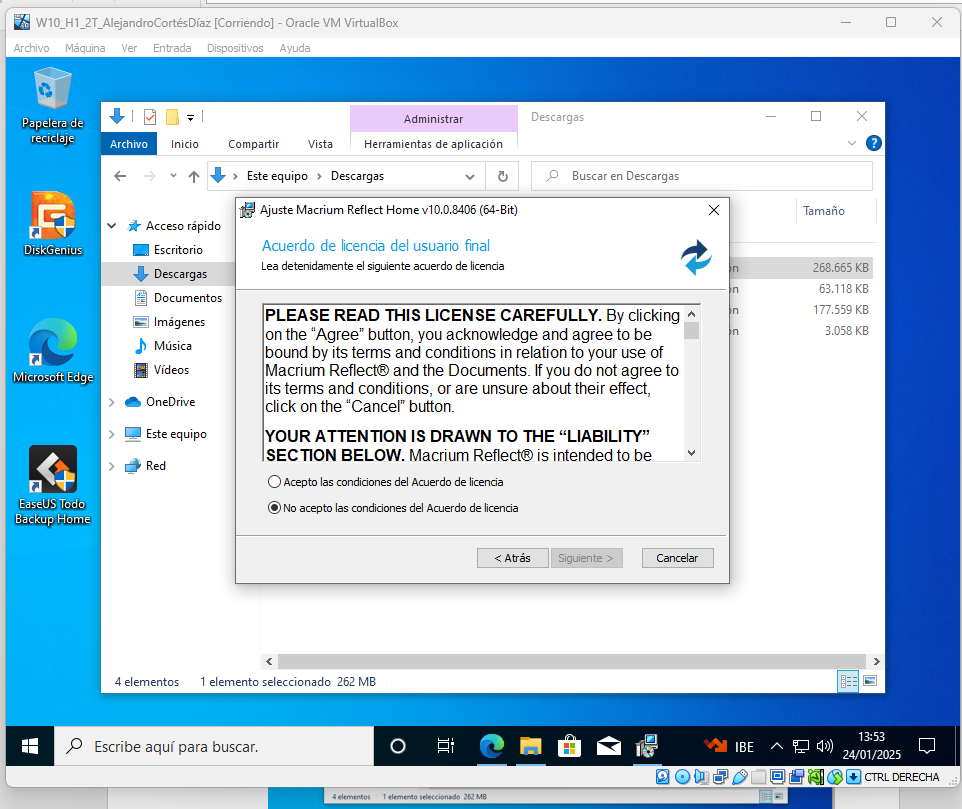 W10_H1_2T_AlejandroCortésDíaz [Corriendo] - Oracle VM VirtualBox
Archivo Máquina Ver Entrada Dispositivos Ayuda
Papelera de
reciclaje
DiskGenius
Microsoft Edge
EaseUS Todo
Backup Home
Administrar Descargas
Archivo Inicio Compartir Vista Herramientas de aplicación
Este equipo > Descargas
Buscar en Descargas
Tamaño
Acceso rápido
Escritorio
Descargas
Documentos
Imágenes
Música
Vídeos
OneDrive
Este equipo
Red
ón 268.665 KB
ón 63.118 KB
ón 177.559 KB
ón 3.058 KB
Ajuste Macrium Reflect Home v10.0.8406 (64-Bit)
Acuerdo de licencia del usuario final
Lea detenidamente el siguiente acuerdo de licencia
PLEASE READ THIS LICENSE CAREFULLY. By clicking
on the “Agree” button, you acknowledge and agree to be
bound by its terms and conditions in relation to your use of
Macrium Reflect® and the Documents. If you do not agree to
its terms and conditions, or are unsure about their effect,
click on the “Cancel” button.
YOUR ATTENTION IS DRAWN TO THE “LIABILITY”
SECTION BELOW. Macrium Reflect® is intended to be
Acepto las condiciones del Acuerdo de licencia
No acepto las condiciones del Acuerdo de licencia
< Atrás Siguiente > Cancelar
4 elementos 1 elemento seleccionado 262 MB
Escribe aquí para buscar.
IBE
13:53
24/01/2025
CTRL DERECHA
4 elementos 1 elemento seleccionado 262 MB